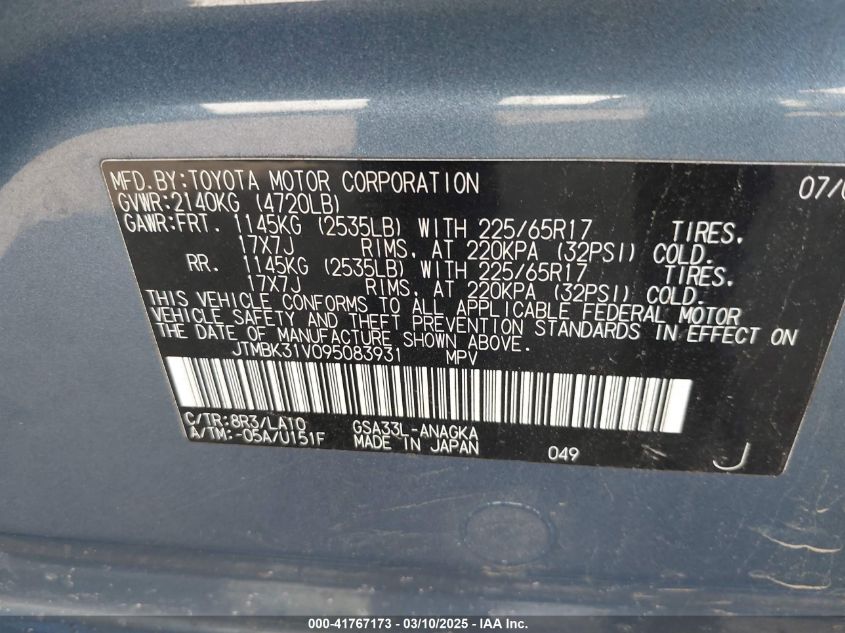 MFD.BY:TOYOTA MOTOR CORPORATION 07/0
GVWR:2140KG (4720LB)
GAWR:FRT. 1145KG (2535LB) WITH 225/65R17 TIRES,
17X7J RIMS, AT 220KPA (32PSI) COLD.
RR. 1145KG (2535LB) WITH 225/65R17 TIRES,
17X7J RIMS, AT 220KPA (32PSI) COLD.
THIS VEHICLE CONFORMS TO ALL APPLICABLE FEDERAL MOTOR
VEHICLE SAFETY AND THEFT PREVENTION STANDARDS IN EFFECT ON
THE DATE OF MANUFACTURE SHOWN ABOVE.
JTMBK31V095083931 MPV
C/TR:8R3/LA10 GSA33L-ANAGKA
A/TM:-05A/U151F MADE IN JAPAN 049 J
000-41767173 — 03/10/2025 — IAA Inc.